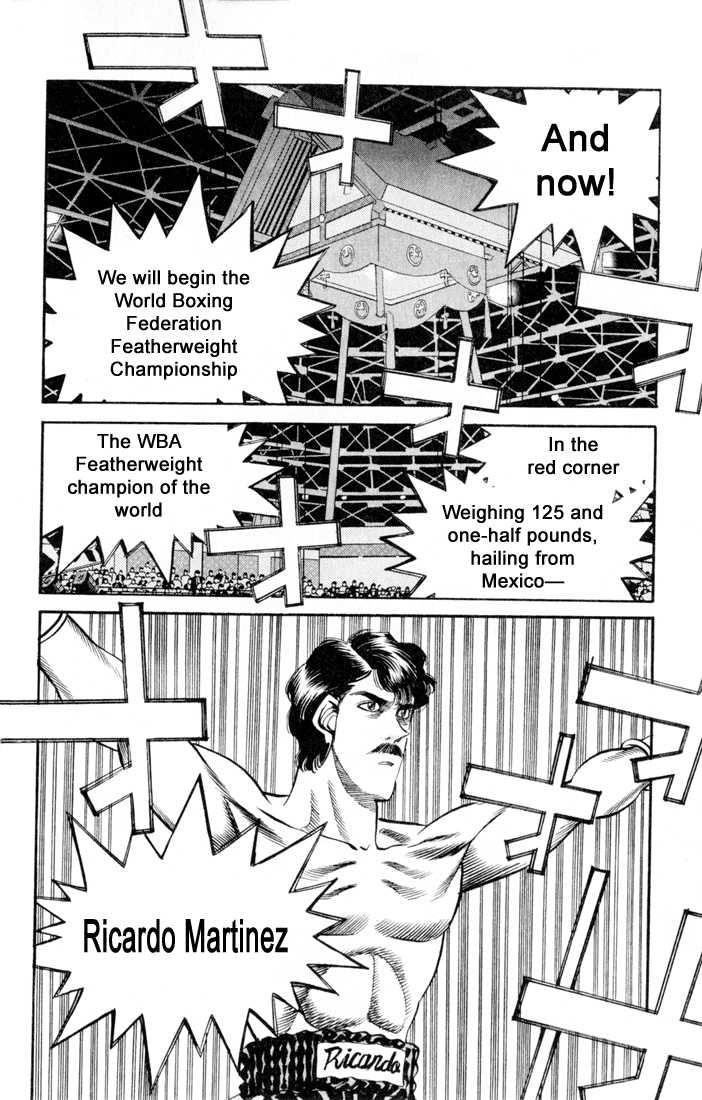 And
now!
We will begin the
World Boxing
Federation
Featherweight
Championship
The WBA
Featherweight
champion of the
world
In the
red corner
Weighing 125 and
one-half pounds,
hailing from
Mexico—
Ricardo Martinez
Ricardo